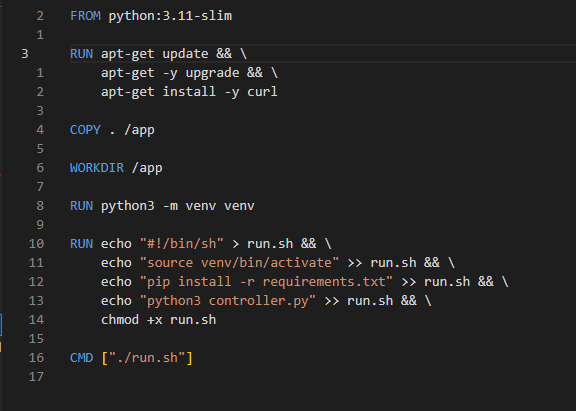 2 FROM python:3.11-slim
1
3 RUN apt-get update && \
1 apt-get -y upgrade && \
2 apt-get install -y curl
3
4 COPY . /app
5
6 WORKDIR /app
7
8 RUN python3 -m venv venv
9
10 RUN echo "#!/bin/sh" > run.sh && \
11 echo "source venv/bin/activate" >> run.sh && \
12 echo "pip install -r requirements.txt" >> run.sh && \
13 echo "python3 controller.py" >> run.sh && \
14 chmod +x run.sh
15
16 CMD ["./run.sh"]
17